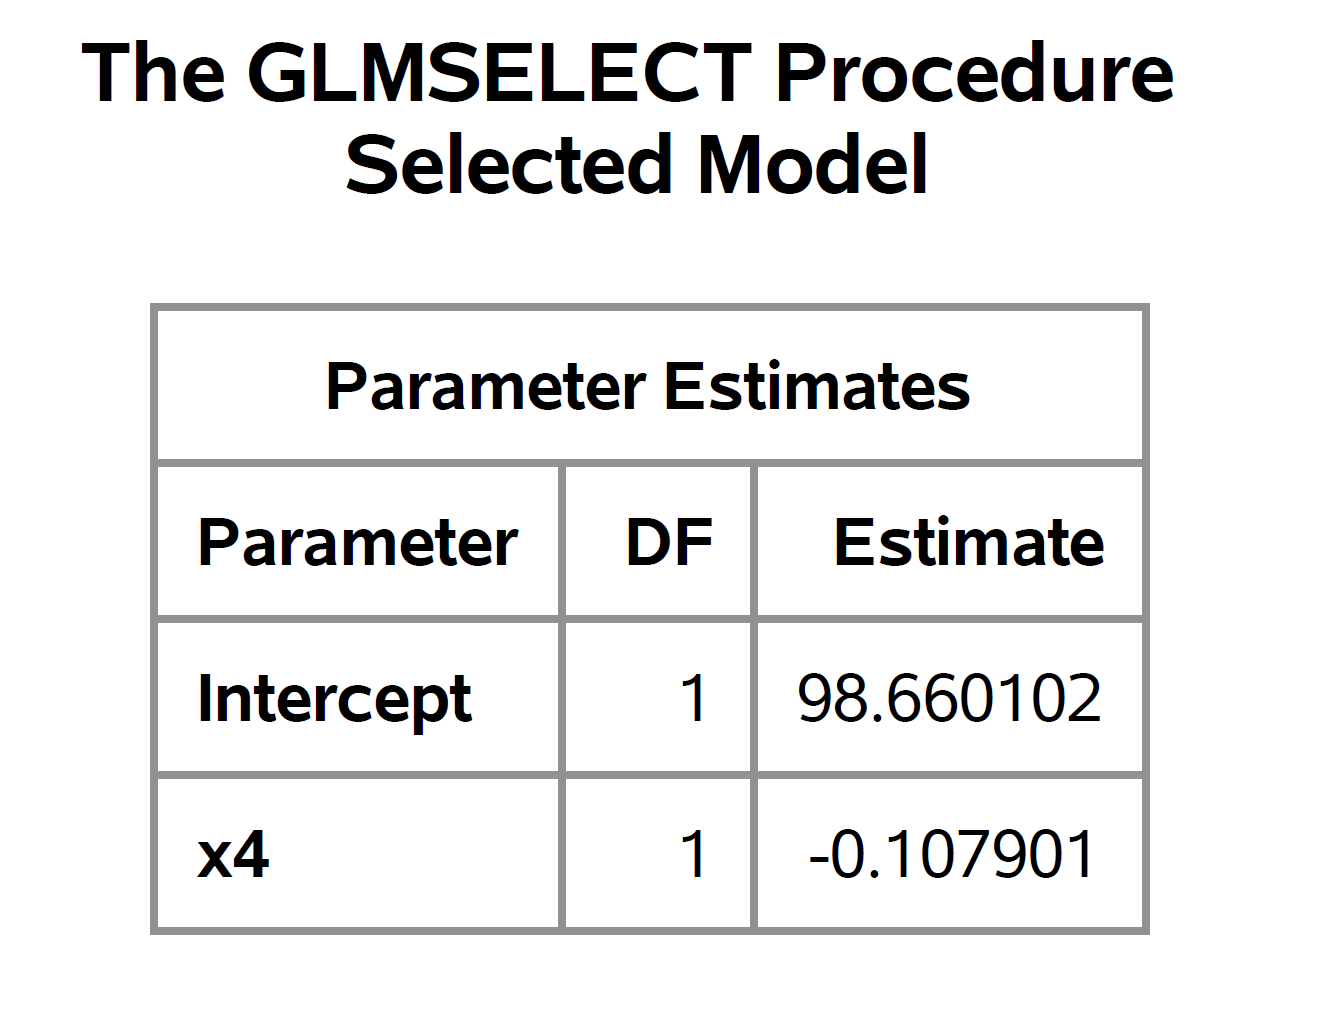 The GLMSELECT Procedure
Selected Model
Parameter Estimates
Parameter DF Estimate
Intercept 1 98.660102
x4 1 -0.107901